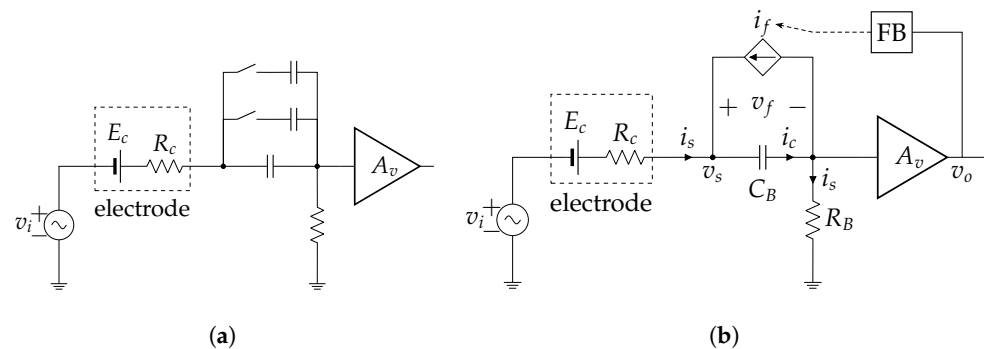 E_c
R_c
electrode
v_i
+
−
A_v
(a)
i_f
FB
+ v_f −
E_c
R_c
electrode
i_s
v_s
i_c
C_B
i_s
R_B
A_v
v_o
v_i
+
−
(b)